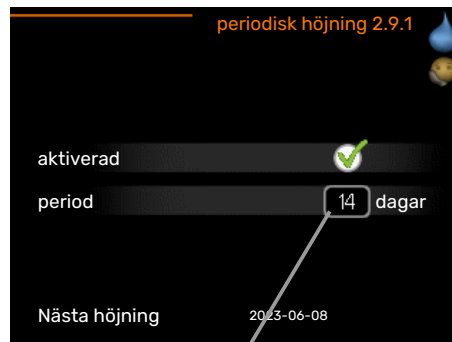 periodisk höjning 2.9.1
aktiverad
period 14 dagar
Nästa höjning 2023-06-08